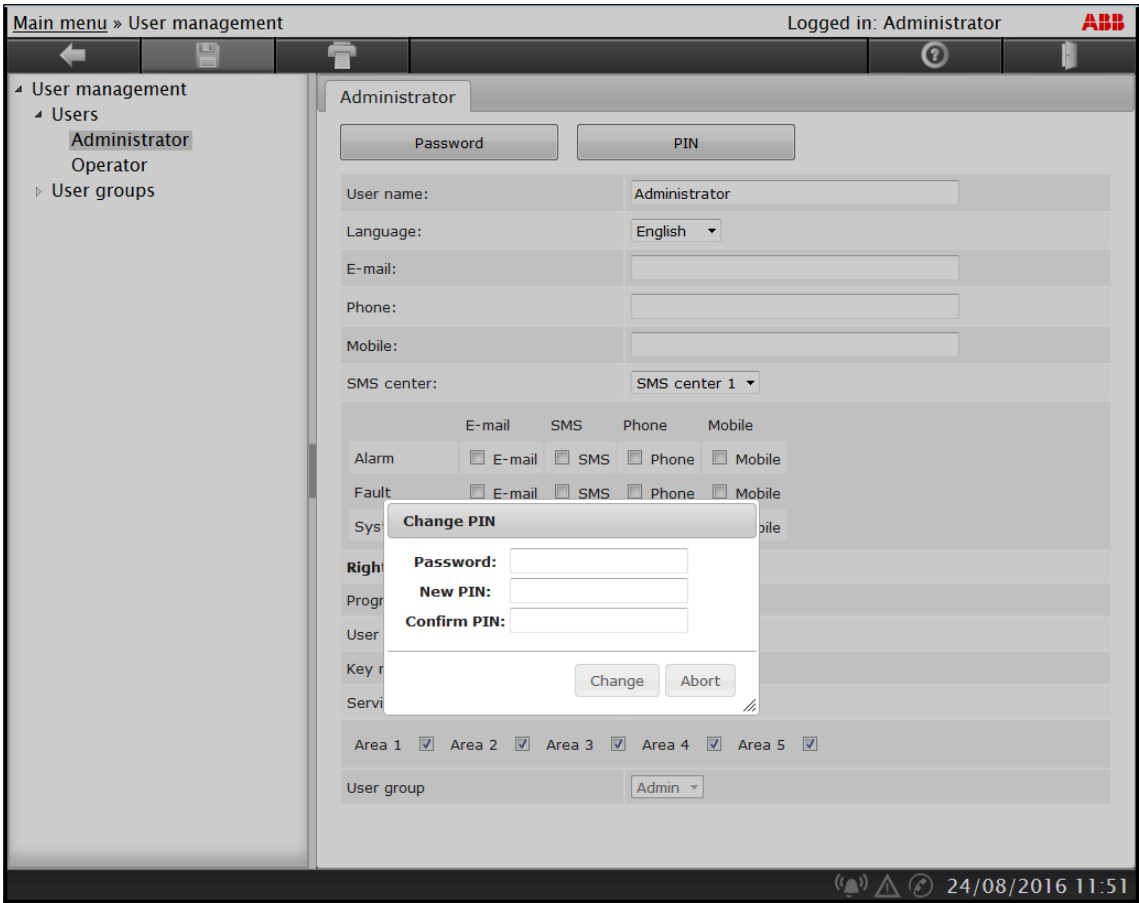 Main menu » User management Logged in: Administrator ABB
User management
Users
Administrator
Operator
User groups
Administrator
Password PIN
User name: Administrator
Language: English
E-mail:
Phone:
Mobile:
SMS center: SMS center 1
E-mail SMS Phone Mobile
Alarm E-mail SMS Phone Mobile
Fault E-mail SMS Phone Mobile
Change PIN
Password:
New PIN:
Confirm PIN:
Change Abort
User
Area 1 Area 2 Area 3 Area 4 Area 5
User group Admin
24/08/2016 11:51